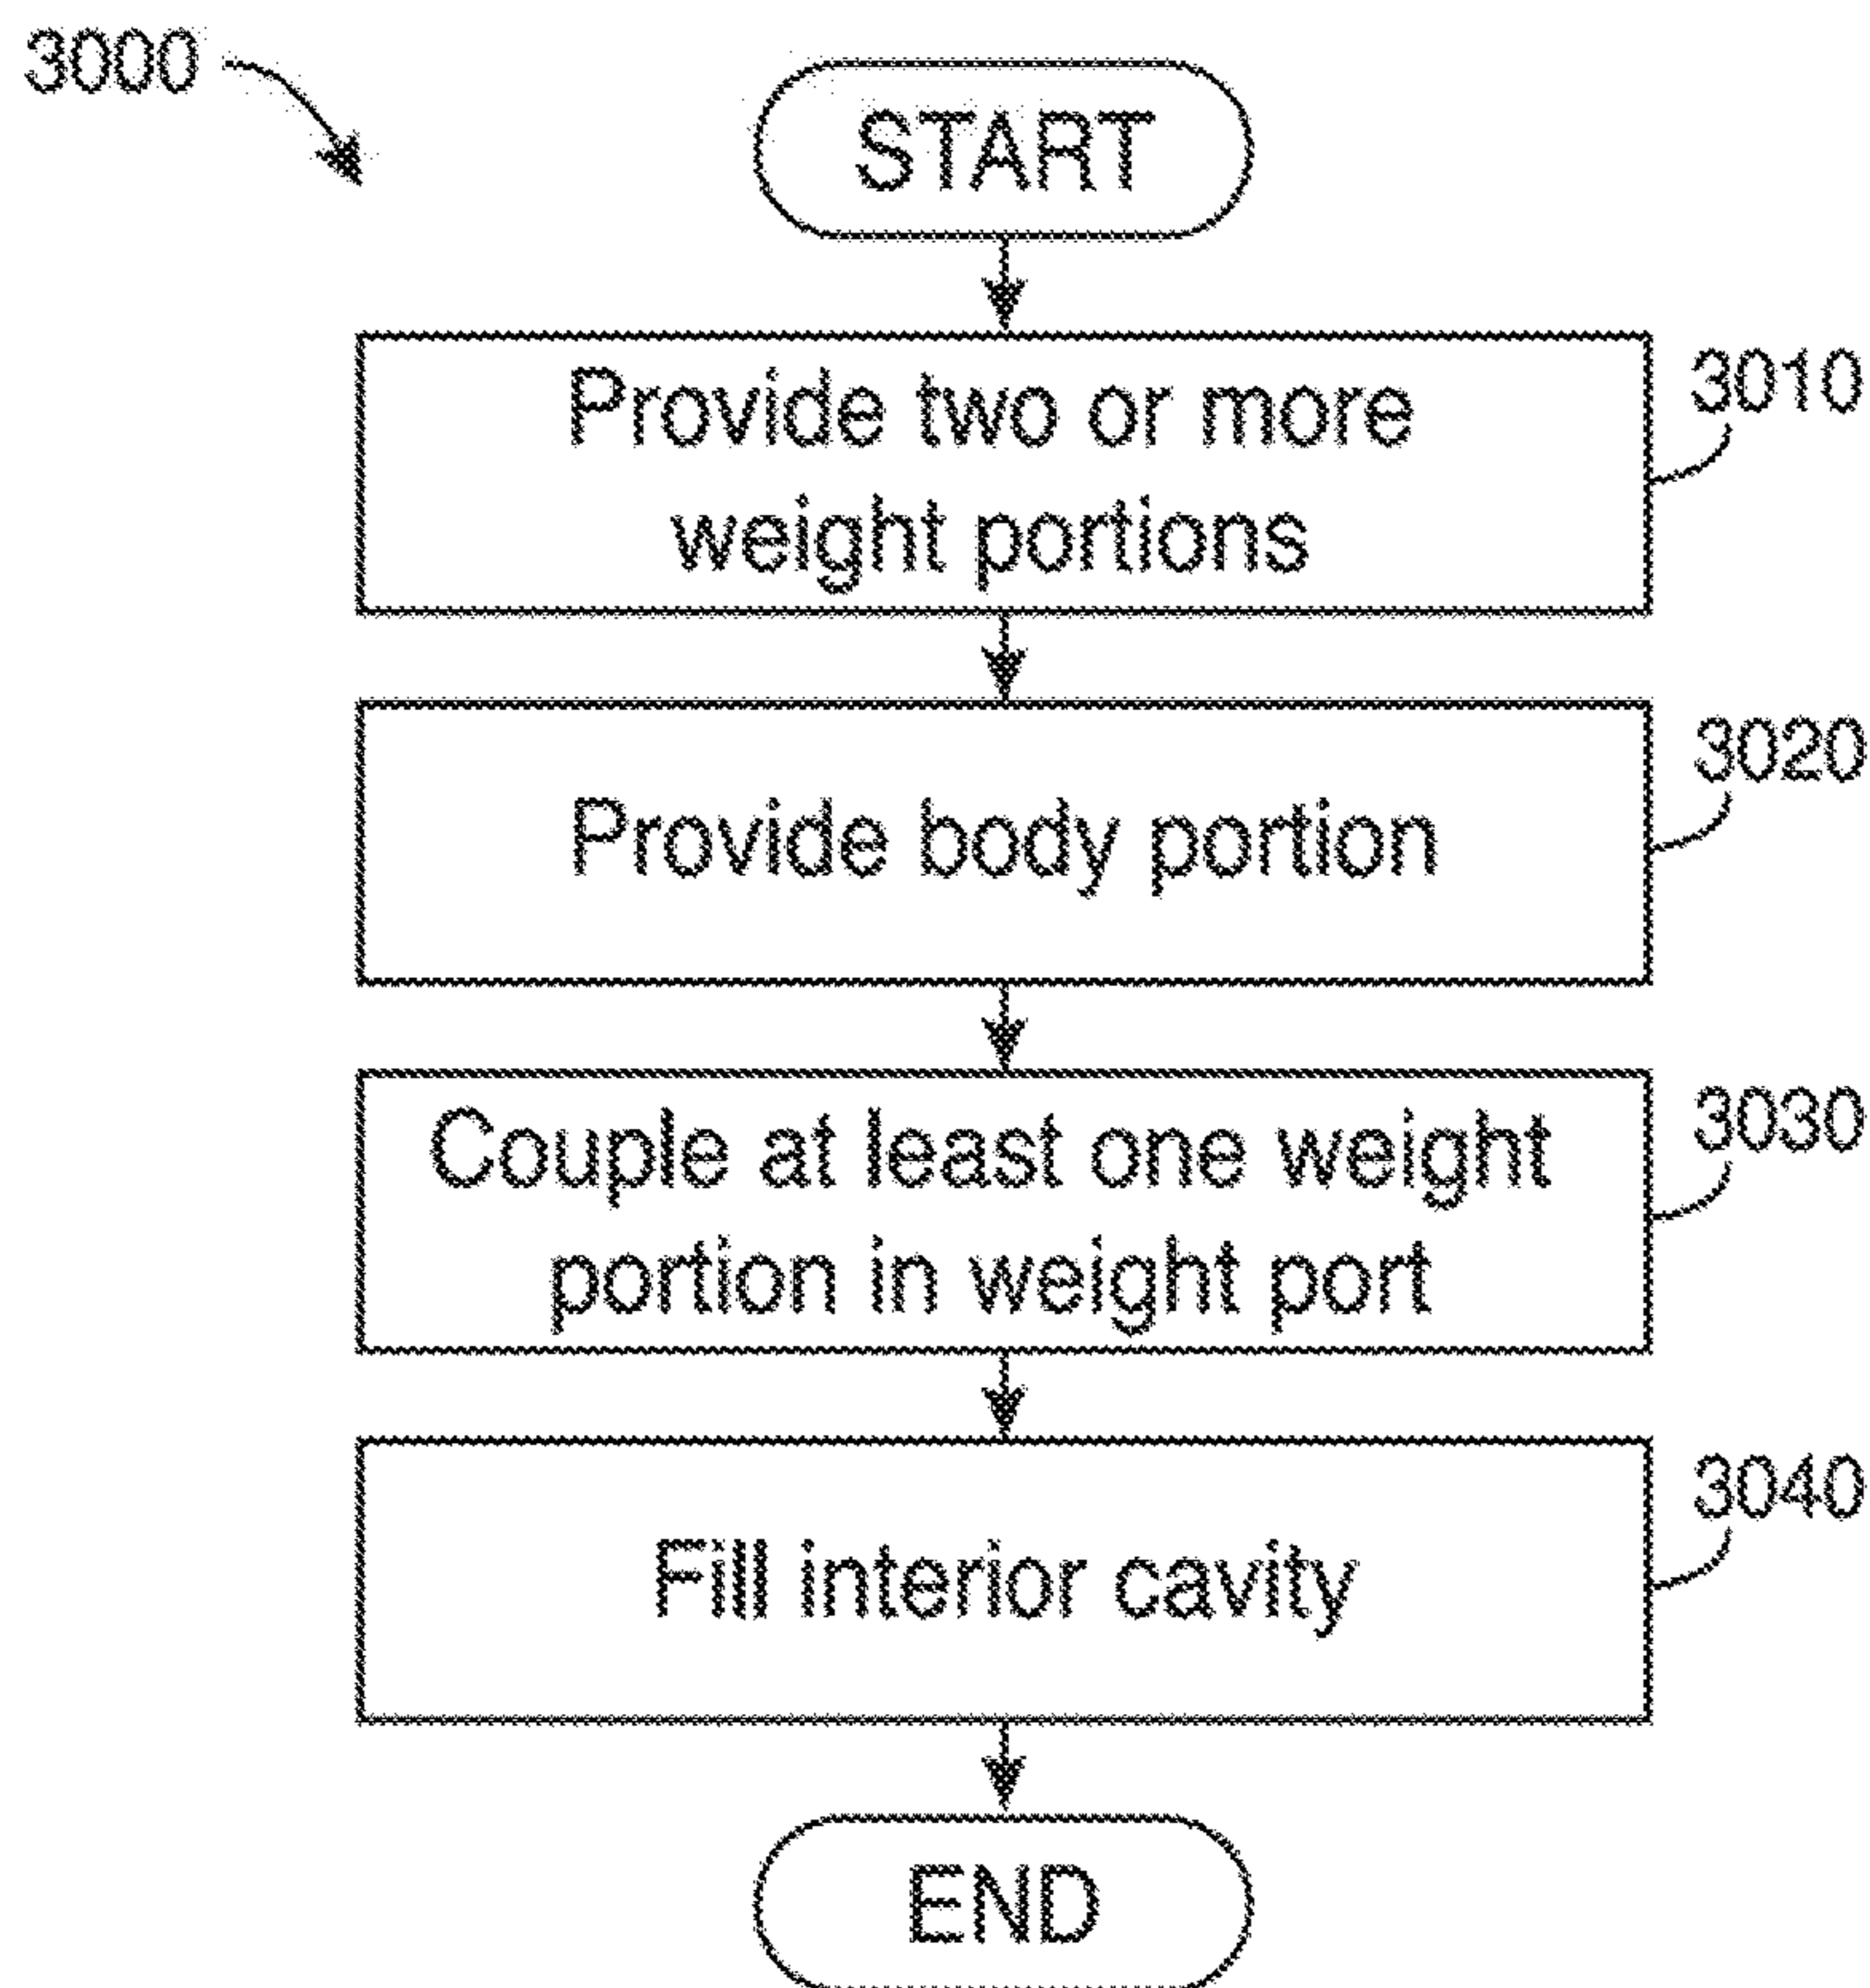 3000
START
Provide two or more
weight portions
3010
Provide body portion
3020
Couple at least one weight
portion in weight port
3030
Fill interior cavity
3040
END